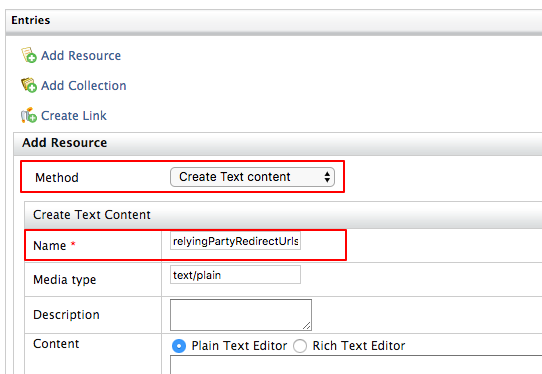 Entries
Add Resource
Add Collection
Create Link
Add Resource
Method Create Text content
Create Text Content
Name * relyingPartyRedirectUrls
Media type text/plain
Description
Content Plain Text Editor Rich Text Editor